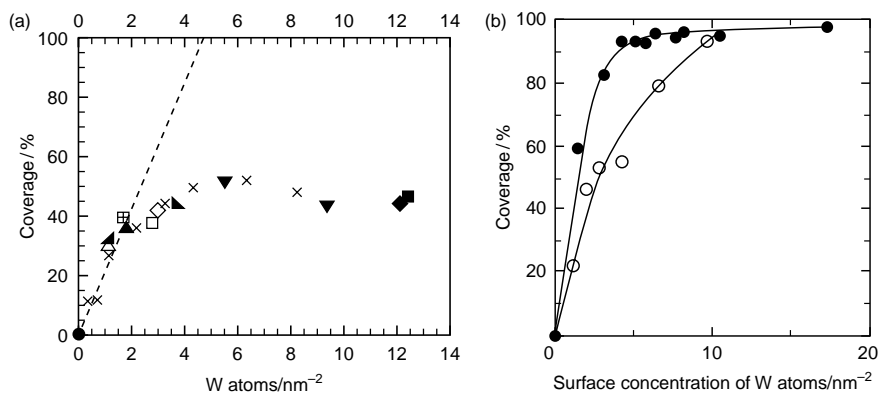 (a)
0 2 4 6 8 10 12 14
100
80
60
40
20
0
Coverage / %
0 2 4 6 8 10 12 14
W atoms/nm⁻²
(b)
100
80
60
40
20
Coverage / %
0 10 20
Surface concentration of W atoms/nm⁻²